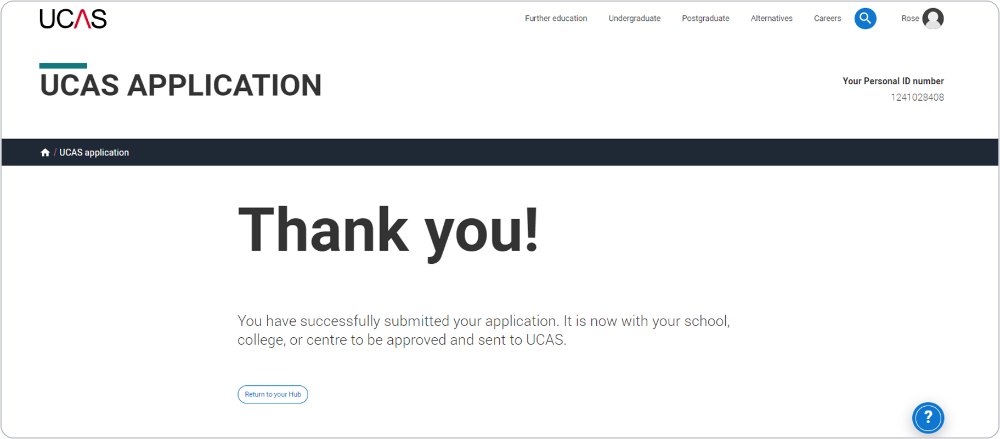 UCAS
Further education
Undergraduate
Postgraduate
Alternatives
Careers
Rose
UCAS APPLICATION
Your Personal ID number
1241028408
/ UCAS application
Thank you!
You have successfully submitted your application. It is now with your school,
college, or centre to be approved and sent to UCAS.
Return to your Hub
?